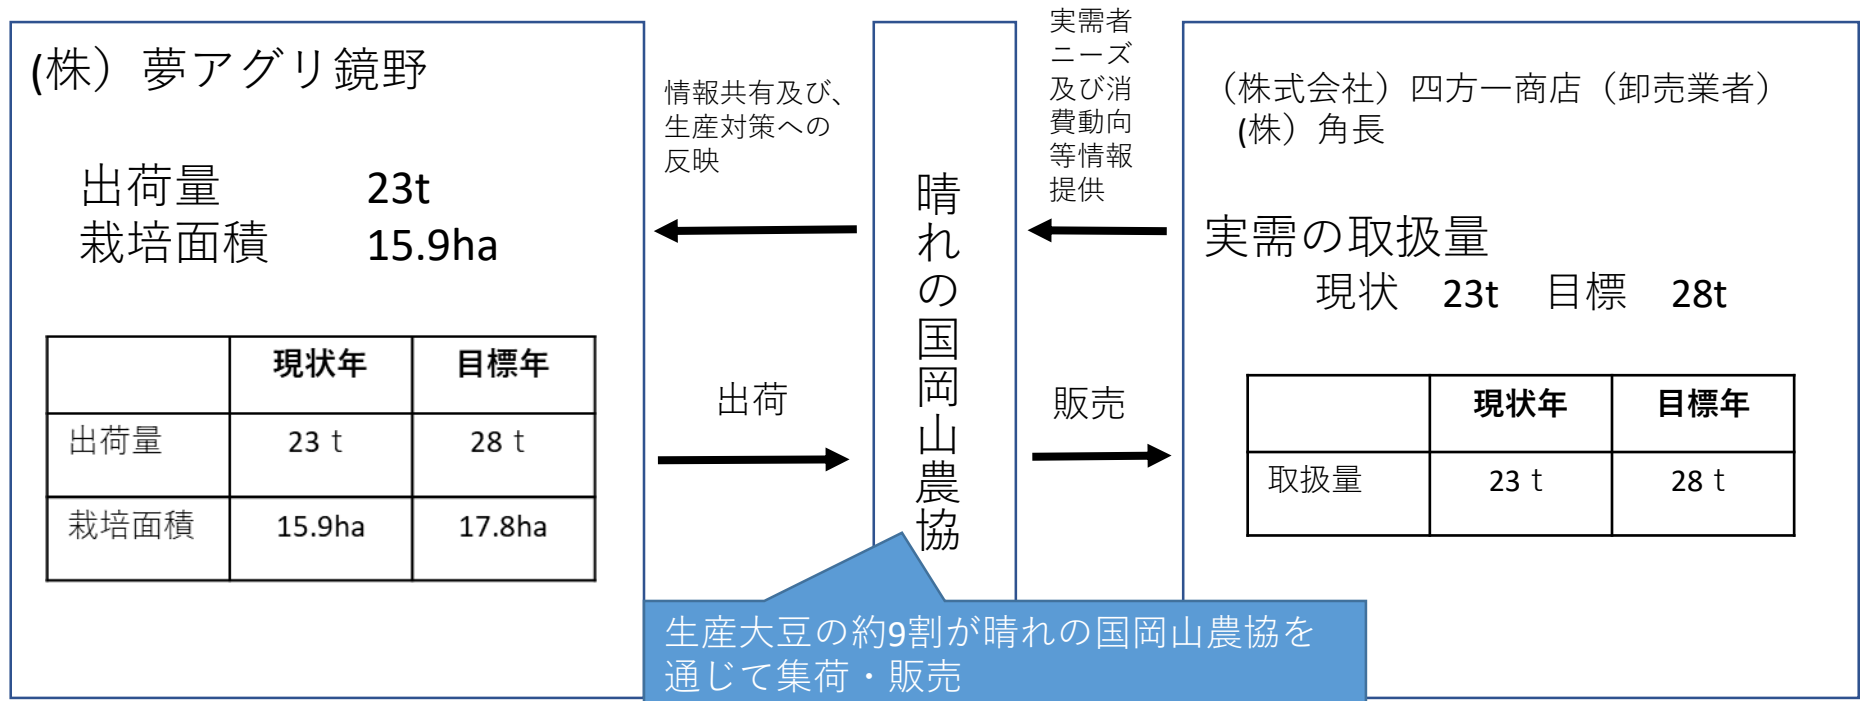 (株）夢アグリ鏡野
出荷量 23t
栽培面積 15.9ha
現状年 目標年
出荷量 23 t 28 t
栽培面積 15.9ha 17.8ha
情報共有及び、
生産対策への
反映
出荷
晴れの国岡山農協
実需者
ニーズ
及び消
費動向
等情報
提供
販売
（株式会社）四方一商店（卸売業者）
(株）角長
実需の取扱量
現状 23t 目標 28t
現状年 目標年
取扱量 23 t 28 t
生産大豆の約9割が晴れの国岡山農協を
通じて集荷・販売